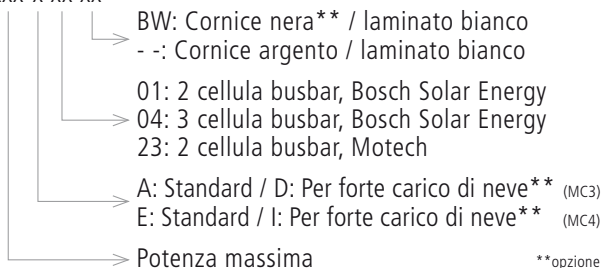 BW: Cornice nera** / laminato bianco
- -: Cornice argento / laminato bianco
01: 2 cellula busbar, Bosch Solar Energy
04: 3 cellula busbar, Bosch Solar Energy
23: 2 cellula busbar, Motech
A: Standard / D: Per forte carico di neve** (MC3)
E: Standard / I: Per forte carico di neve** (MC4)
Potenza massima **opzione